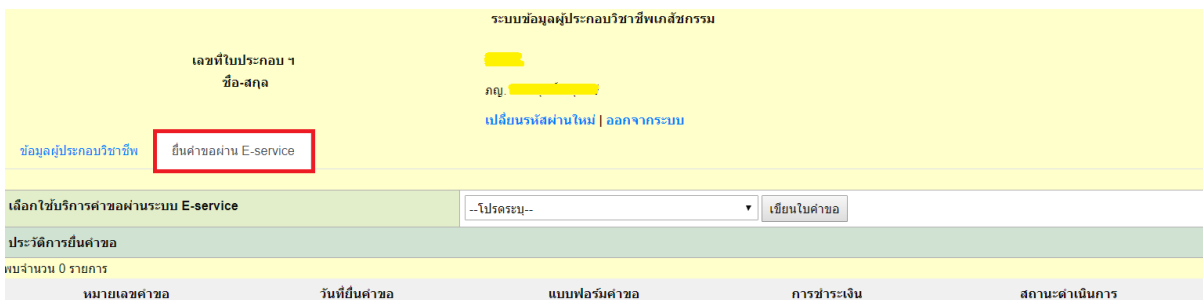 ระบบข้อมูลผู้ประกอบวิชาชีพเภสัชกรรม
เลขที่ใบประกอบ ฯ
ชื่อ-สกุล
ภญ.
เปลี่ยนรหัสผ่านใหม่ | ออกจากระบบ
ข้อมูลผู้ประกอบวิชาชีพ ยื่นคำขอผ่าน E-service
เลือกใช้บริการคำขอผ่านระบบ E-service --โปรดระบุ-- เขียนใบคำขอ
ประวัติการยื่นคำขอ
พบจำนวน 0 รายการ
หมายเลขคำขอ วันที่ยื่นคำขอ แบบฟอร์มคำขอ การชำระเงิน สถานะดำเนินการ